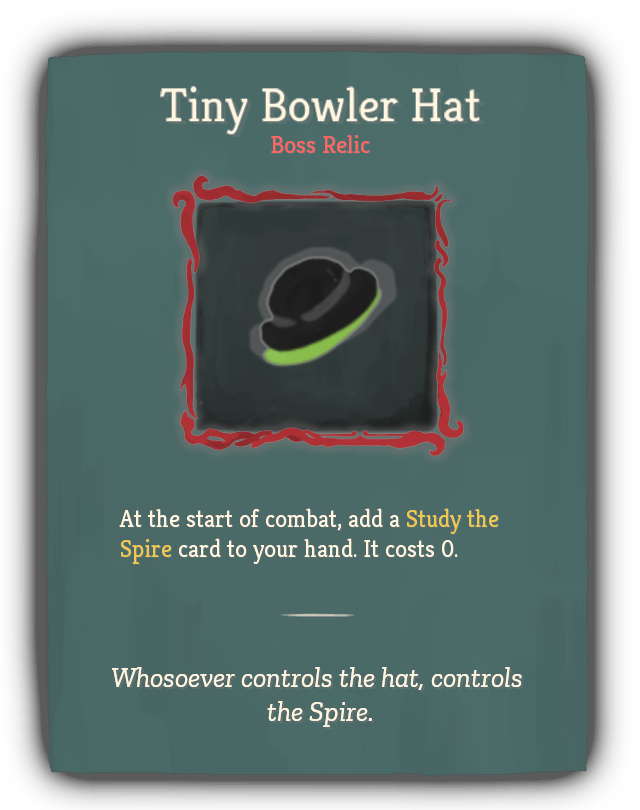 Tiny Bowler Hat
Boss Relic
At the start of combat, add a Study the
Spire card to your hand. It costs 0.
Whosoever controls the hat, controls
the Spire.